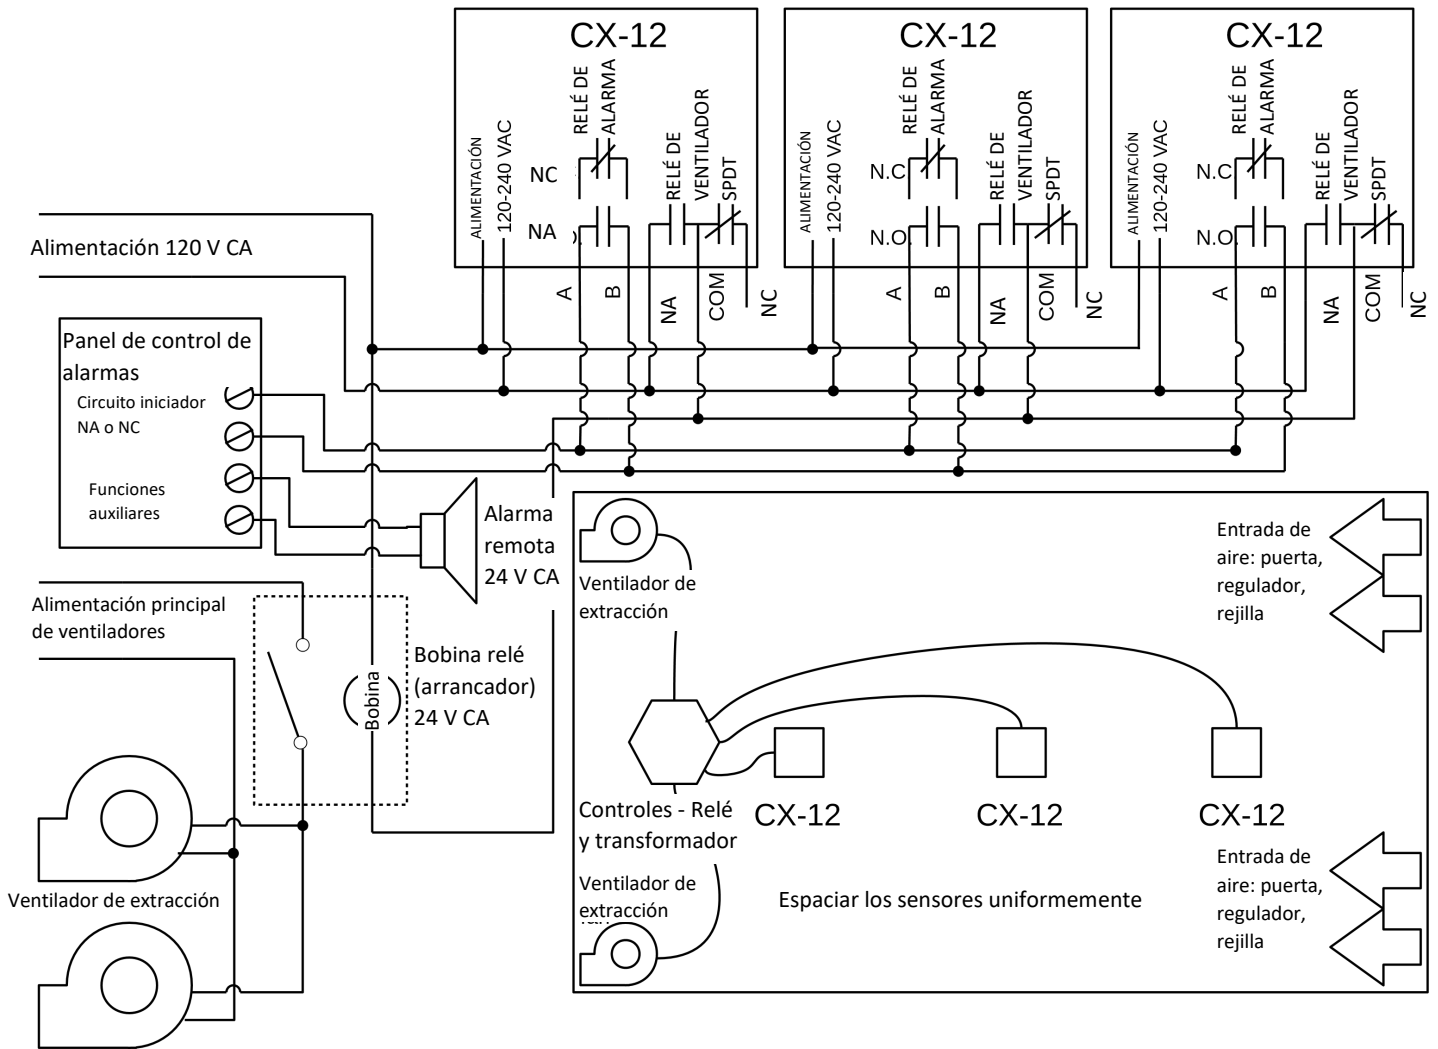 CX-12
RELÉ DE
ALARMA
ALIMENTACIÓN
120-240 VAC
RELÉ DE
VENTILADOR
SPDT
NC
NA
A
B
NA
COM
NC
CX-12
RELÉ DE
ALARMA
ALIMENTACIÓN
120-240 VAC
RELÉ DE
VENTILADOR
SPDT
N.C
N.O.
A
B
NA
COM
NC
CX-12
RELÉ DE
ALARMA
ALIMENTACIÓN
120-240 VAC
RELÉ DE
VENTILADOR
SPDT
N.C
N.O.
A
B
NA
COM
NC
Alimentación 120 V CA
Panel de control de
alarmas
Circuito iniciador
NA o NC
Funciones
auxiliares
Alarma
remota
24 V CA
Alimentación principal
de ventiladores
Bobina
Bobina relé
(arrancador)
24 V CA
Ventilador de extracción
Ventilador de
extracción
Entrada de
aire: puerta,
regulador,
rejilla
Controles - Relé
y transformador
CX-12
CX-12
CX-12
Ventilador de
extracción
Espaciar los sensores uniformemente
Entrada de
aire: puerta,
regulador,
rejilla